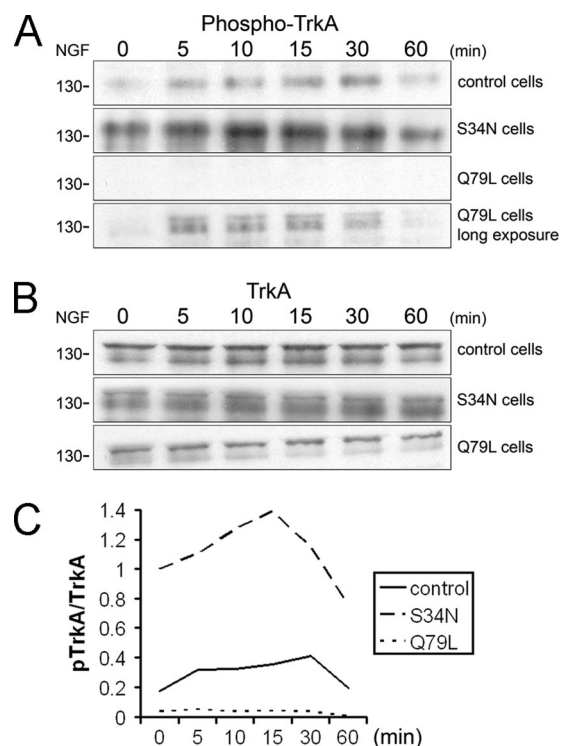 A
Phospho-TrkA
NGF 0 5 10 15 30 60 (min)
130- control cells
130- S34N cells
130- Q79L cells
130- Q79L cells
long exposure
B
TrkA
NGF 0 5 10 15 30 60 (min)
130- control cells
130- S34N cells
130- Q79L cells
C
pTrkA/TrkA
1.4
1.2
1
0.8
0.6
0.4
0.2
0
0 5 10 15 30 60 (min)
control
S34N
Q79L